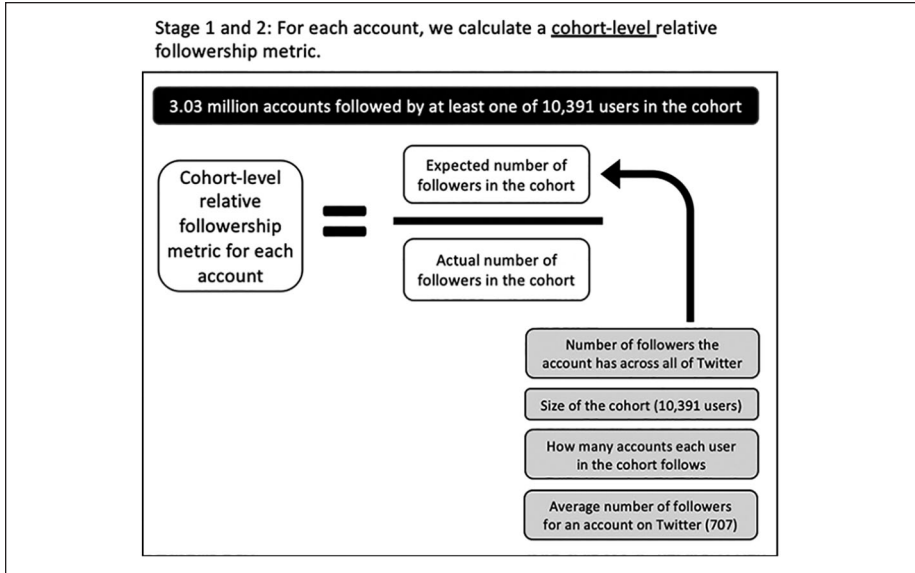 Stage 1 and 2: For each account, we calculate a cohort-level relative
followership metric.
3.03 million accounts followed by at least one of 10,391 users in the cohort
Cohort-level
relative
followership
metric for each
account
=
Expected number of
followers in the cohort
Actual number of
followers in the cohort
Number of followers the
account has across all of Twitter
Size of the cohort (10,391 users)
How many accounts each user
in the cohort follows
Average number of followers
for an account on Twitter (707)